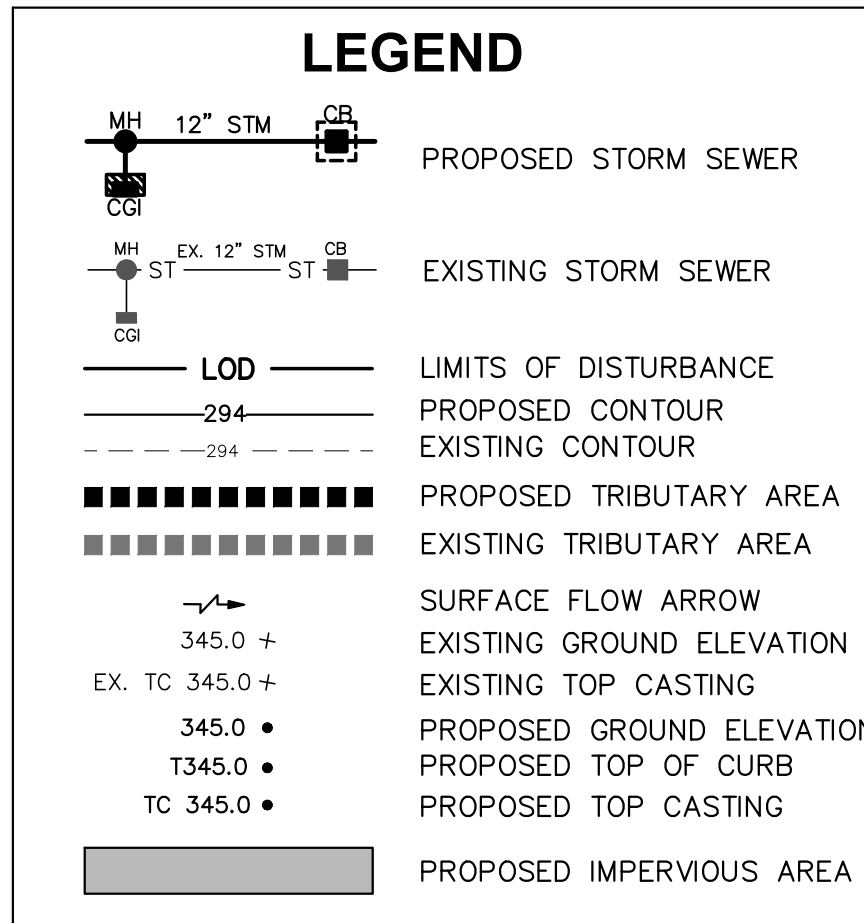 LEGEND
MH 12” STM CB
CGI
PROPOSED STORM SEWER
MH EX. 12” STM CB
ST ST
CGI
EXISTING STORM SEWER
LOD LIMITS OF DISTURBANCE
294 PROPOSED CONTOUR
294 EXISTING CONTOUR
PROPOSED TRIBUTARY AREA
EXISTING TRIBUTARY AREA
SURFACE FLOW ARROW
345.0 + EXISTING GROUND ELEVATION
EX. TC 345.0 + EXISTING TOP CASTING
345.0 • PROPOSED GROUND ELEVATION
T345.0 • PROPOSED TOP OF CURB
TC 345.0 • PROPOSED TOP CASTING
PROPOSED IMPERVIOUS AREA